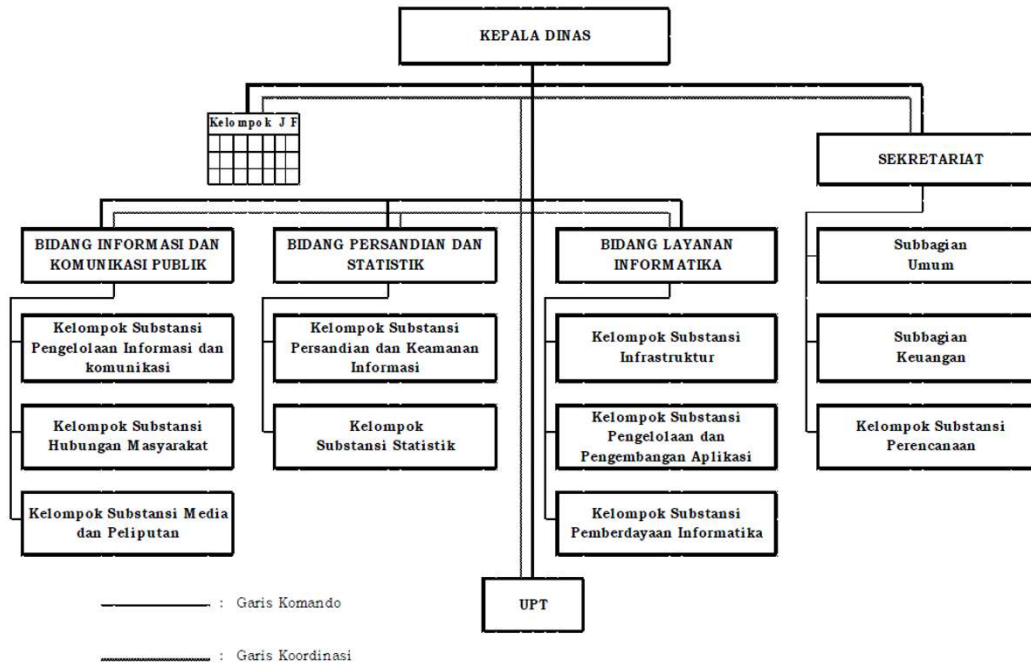 KEPALA DINAS
Kelompok J F
SEKRETARIAT
BIDANG INFORMASI DAN
KOMUNIKASI PUBLIK
BIDANG PERSANDIAN DAN
STATISTIK
BIDANG LAYANAN
INFORMATIKA
Subbagian
Umum
Kelompok Substansi
Pengelolaan Informasi dan
komunikasi
Kelompok Substansi
Persandian dan Keamanan
Informasi
Kelompok Substansi
Infrastruktur
Subbagian
Keuangan
Kelompok Substansi
Hubungan Masyarakat
Kelompok
Substansi Statistik
Kelompok Substansi
Pengelolaan dan
Pengembangan Aplikasi
Kelompok Substansi
Perencanaan
Kelompok Substansi Media
dan Peliputan
Kelompok Substansi
Pemberdayaan Informatika
UPT
: Garis Komando
: Garis Koordinasi